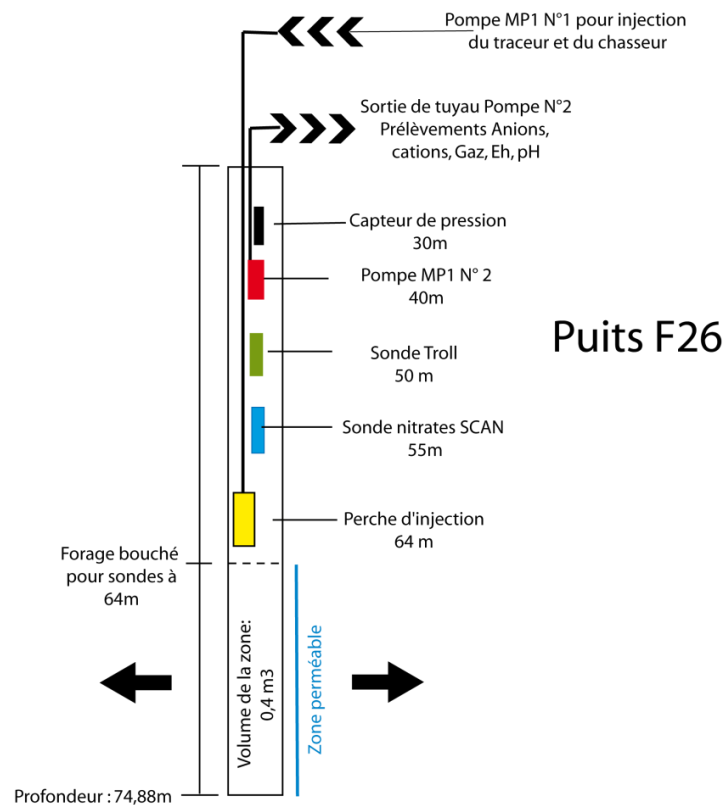 Pompe MP1 N°1 pour injection
du traceur et du chasseur
Sortie de tuyau Pompe N°2
Prélèvements Anions,
cations, Gaz, Eh, pH
Capteur de pression
30m
Pompe MP1 N° 2
40m
Puits F26
Sonde Troll
50 m
Sonde nitrates SCAN
55m
Perche d'injection
64 m
Forage bouché
pour sondes à
64m
Volume de la zone:
0,4 m3
Zone perméable
Profondeur : 74,88m